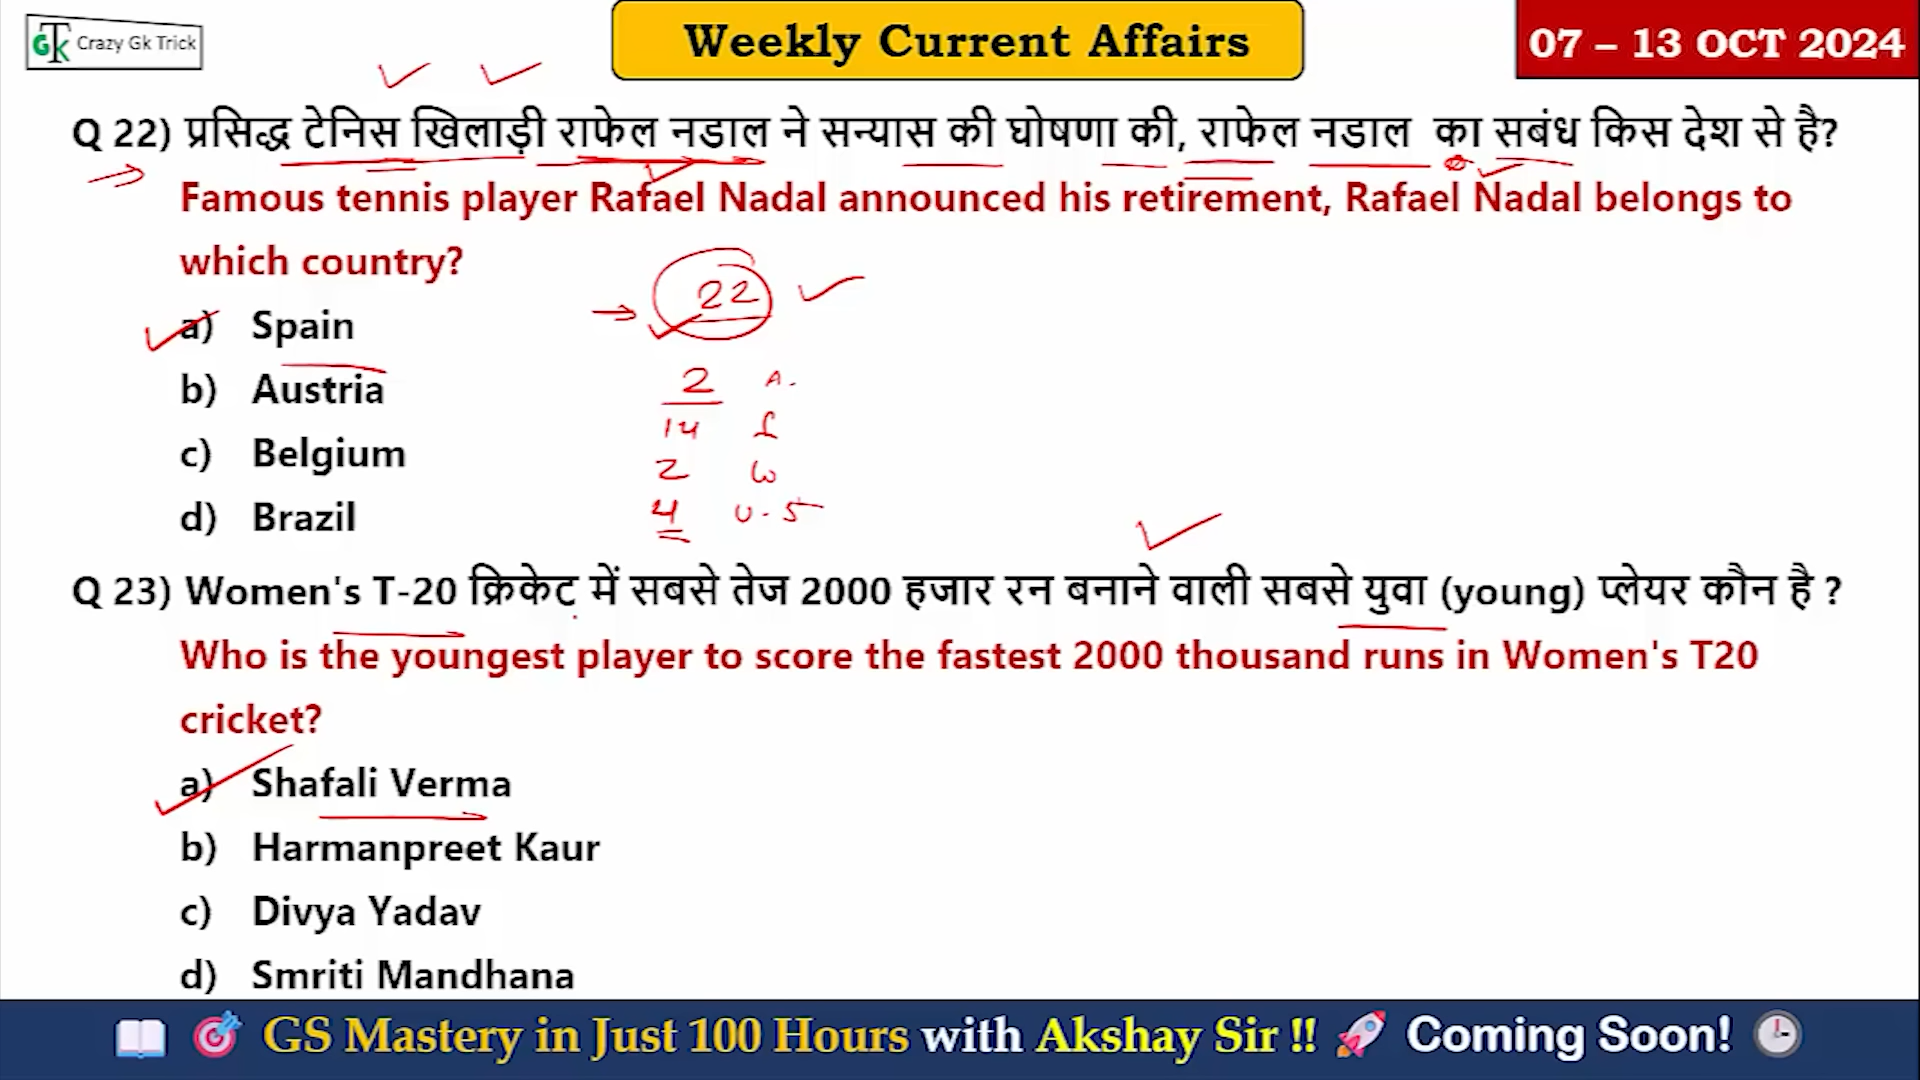 GTK Crazy Gk Trick
Weekly Current Affairs
07 – 13 OCT 2024
Q 22) प्रसिद्ध टेनिस खिलाड़ी राफेल नडाल ने सन्यास की घोषणा की, राफेल नडाल का सबंध किस देश से है?
Famous tennis player Rafael Nadal announced his retirement, Rafael Nadal belongs to
which country?
a) Spain
b) Austria
c) Belgium
d) Brazil
22
2 A.
14 f
2 W
4 U.S
Q 23) Women's T-20 क्रिकेट में सबसे तेज 2000 हजार रन बनाने वाली सबसे युवा (young) प्लेयर कौन है ?
Who is the youngest player to score the fastest 2000 thousand runs in Women's T20
cricket?
a) Shafali Verma
b) Harmanpreet Kaur
c) Divya Yadav
d) Smriti Mandhana
GS Mastery in Just 100 Hours with Akshay Sir !! Coming Soon!